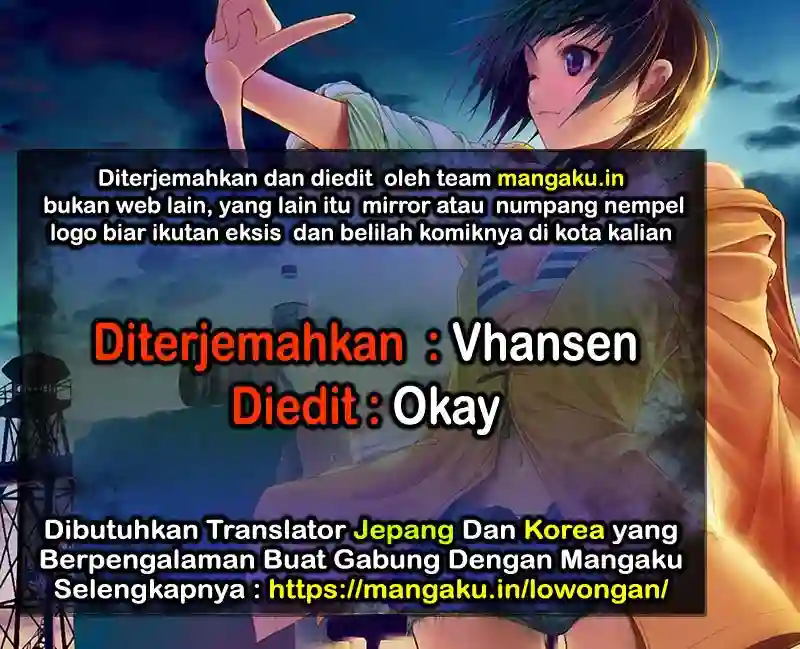 Diterjemahkan dan diedit oleh team mangaku.in
bukan web lain, yang lain itu mirror atau numpang nempel
logo biar ikutan eksis dan belilah komiknya di kota kalian
Diterjemahkan : Vhansen
Diedit : Okay
Dibutuhkan Translator Jepang Dan Korea yang
Berpengalaman Buat Gabung Dengan Mangaku
Selengkapnya : https://mangaku.in/lowongan/